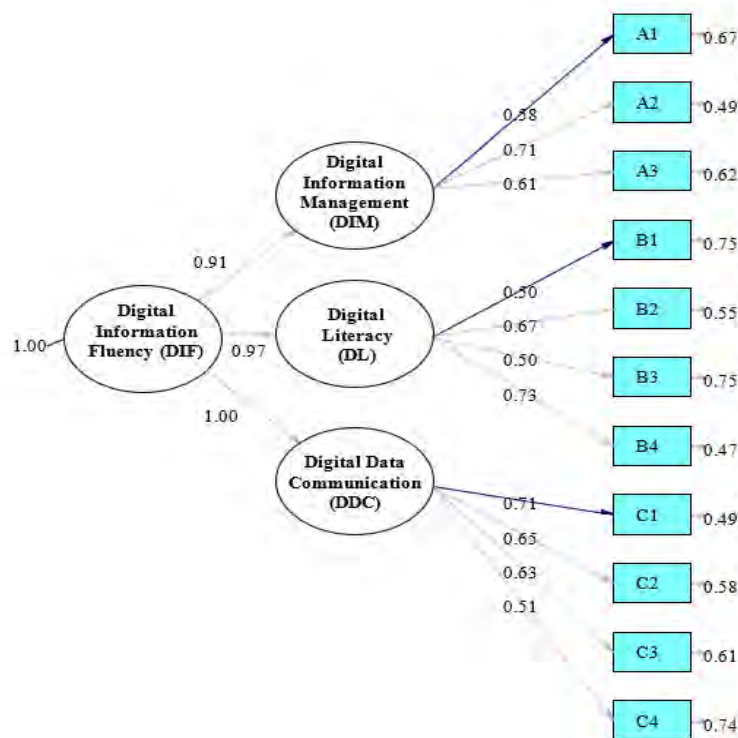 A1
0.67
0.58
A2
0.49
0.71
Digital
Information
Management
(DIM)
0.61
A3
0.62
B1
0.75
0.91
0.50
Digital
Information
Fluency (DIF)
1.00
0.97
Digital
Literacy
(DL)
0.67
B2
0.55
0.50
B3
0.75
0.73
1.00
B4
0.47
Digital Data
Communication
(DDC)
0.71
C1
0.49
0.65
C2
0.58
0.63
0.51
C3
0.61
C4
0.74